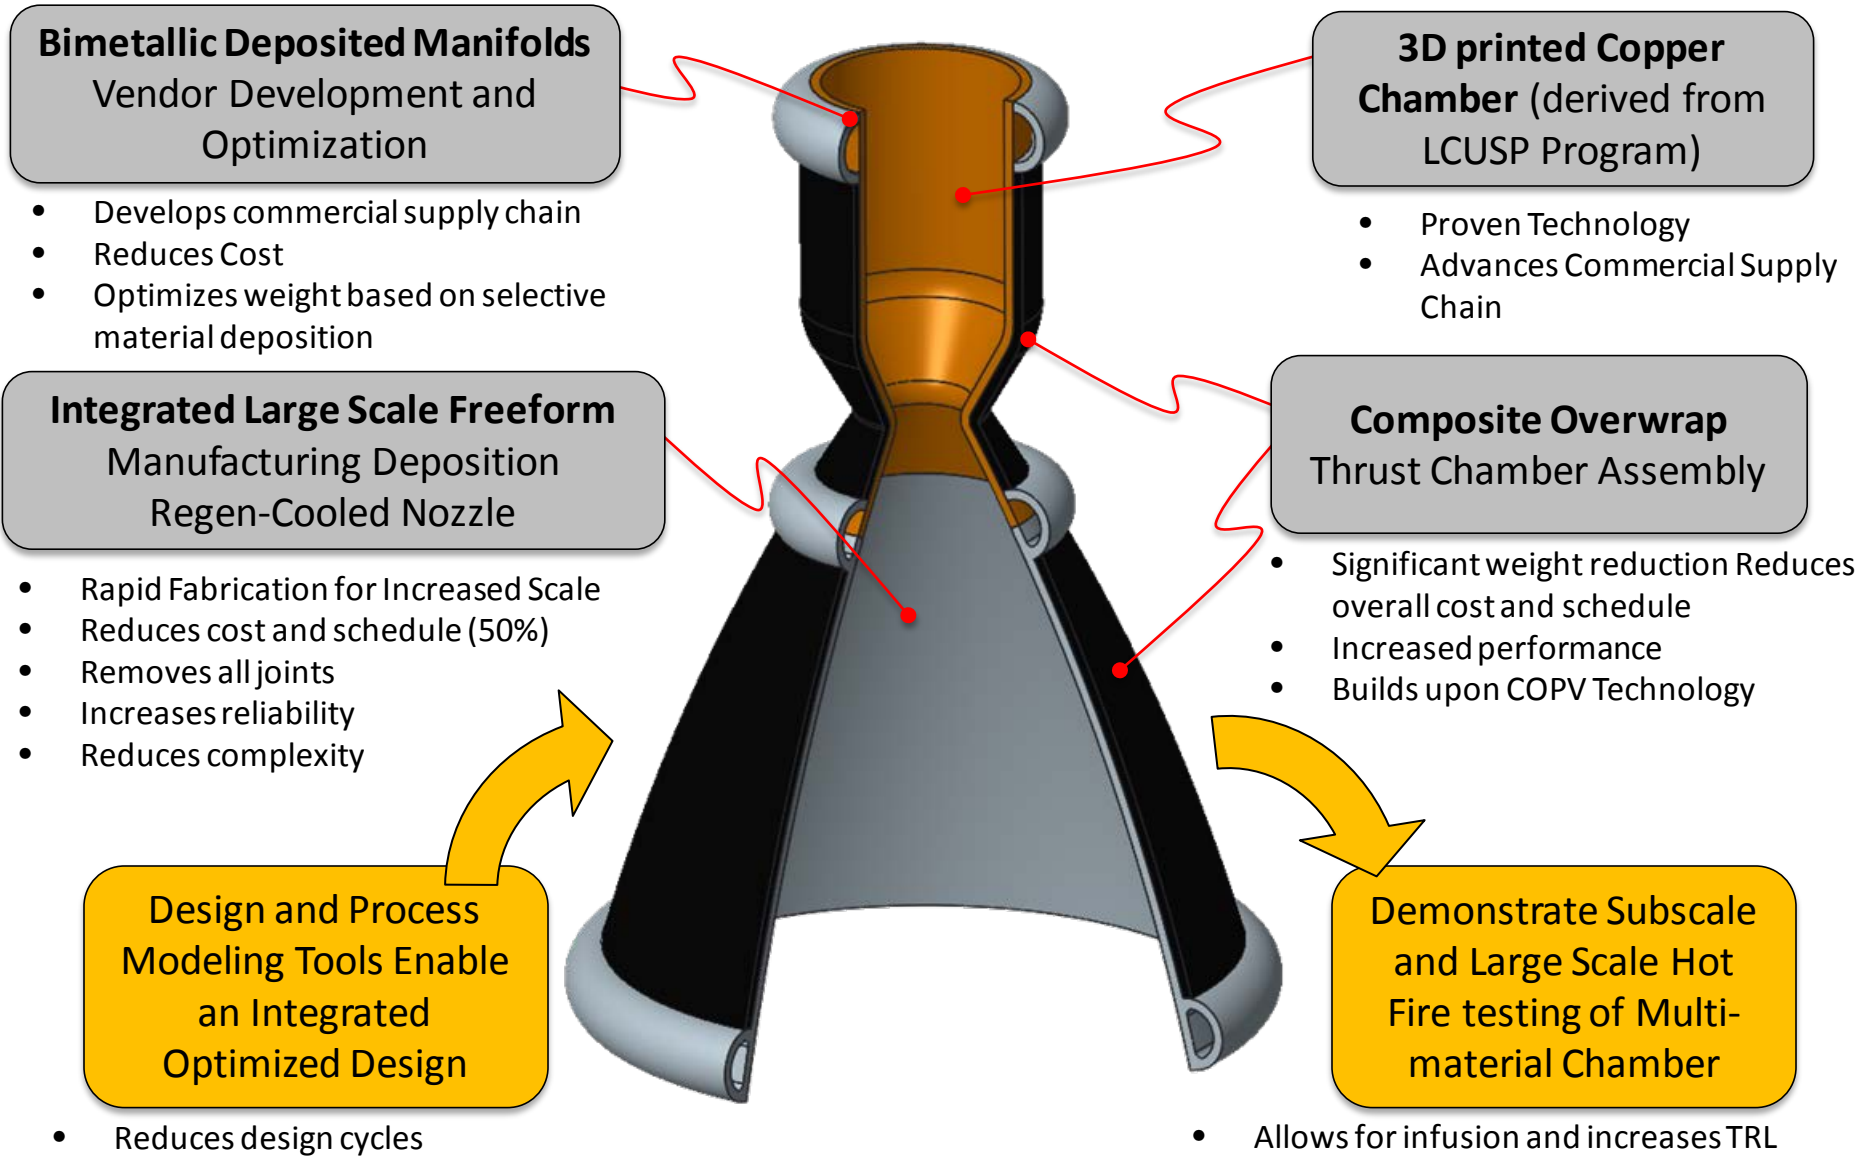 Bimetallic Deposited Manifolds
Vendor Development and
Optimization
• Develops commercial supply chain
• Reduces Cost
• Optimizes weight based on selective
material deposition
Integrated Large Scale Freeform
Manufacturing Deposition
Regen-Cooled Nozzle
• Rapid Fabrication for Increased Scale
• Reduces cost and schedule (50%)
• Removes all joints
• Increases reliability
• Reduces complexity
Design and Process
Modeling Tools Enable
an Integrated
Optimized Design
• Reduces design cycles
3D printed Copper
Chamber (derived from
LCUSP Program)
• Proven Technology
• Advances Commercial Supply
Chain
Composite Overwrap
Thrust Chamber Assembly
• Significant weight reduction Reduces
overall cost and schedule
• Increased performance
• Builds upon COPV Technology
Demonstrate Subscale
and Large Scale Hot
Fire testing of Multi-
material Chamber
• Allows for infusion and increases TRL